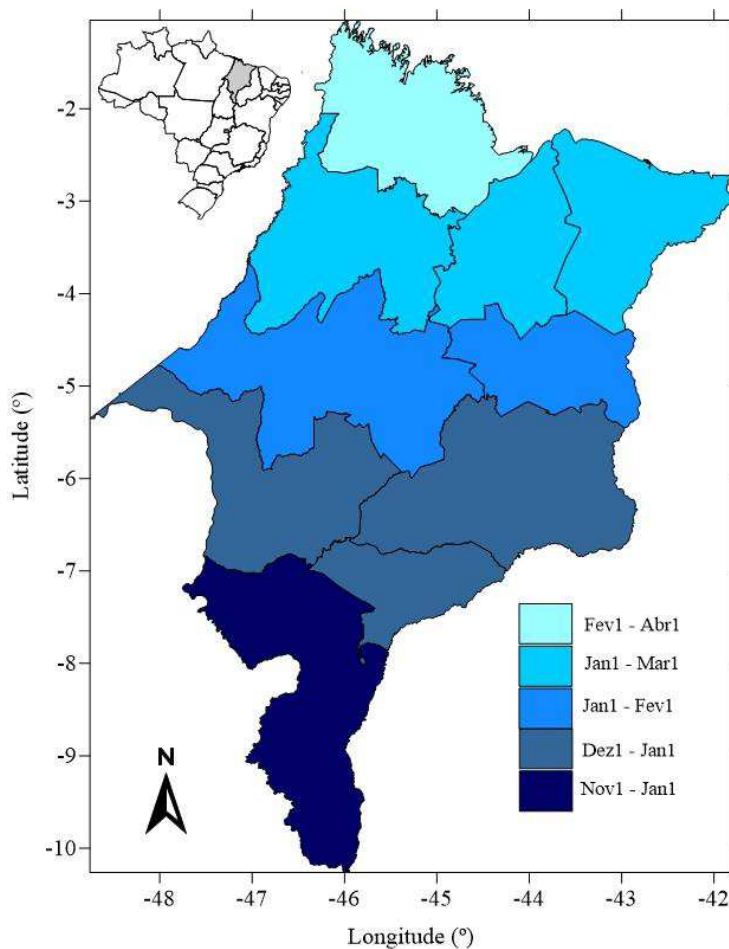 -2
-3
-4
-5
-6
-7
-8
-9
-10
Latitude (°)
N
Fev1 - Abr1
Jan1 - Mar1
Jan1 - Fev1
Dez1 - Jan1
Nov1 - Jan1
-48 -47 -46 -45 -44 -43 -42
Longitude (º)